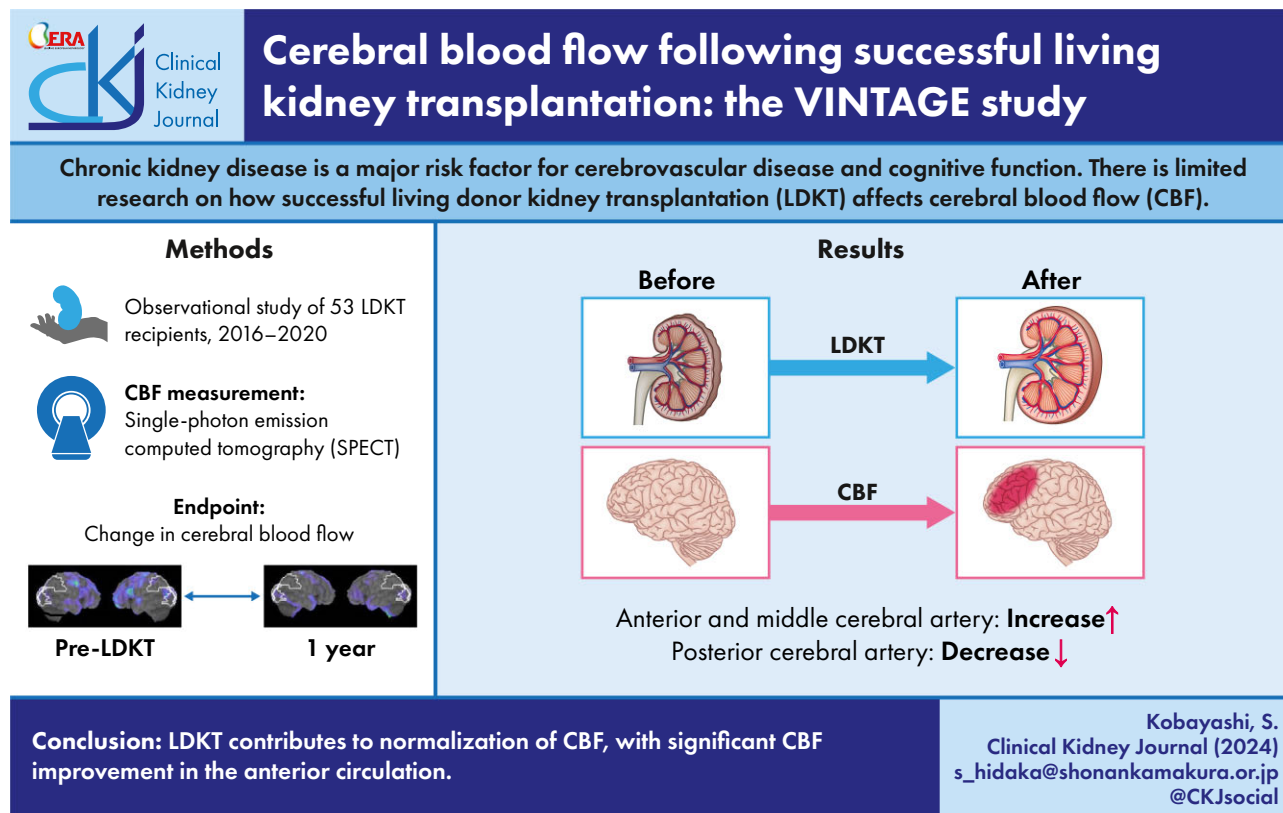 ERA
CKJ
Clinical
Kidney
Journal
Cerebral blood flow following successful living
kidney transplantation: the VINTAGE study
Chronic kidney disease is a major risk factor for cerebrovascular disease and cognitive function. There is limited
research on how successful living donor kidney transplantation (LDKT) affects cerebral blood flow (CBF).
Methods
Observational study of 53 LDKT
recipients, 2016–2020
CBF measurement:
Single-photon emission
computed tomography (SPECT)
Endpoint:
Change in cerebral blood flow
Pre-LDKT
1 year
Results
Before
After
LDKT
CBF
Anterior and middle cerebral artery: Increase↑
Posterior cerebral artery: Decrease↓
Conclusion: LDKT contributes to normalization of CBF, with significant CBF
improvement in the anterior circulation.
Kobayashi, S.
Clinical Kidney Journal (2024)
s_hidaka@shonankamakura.or.jp
@CKJsocial